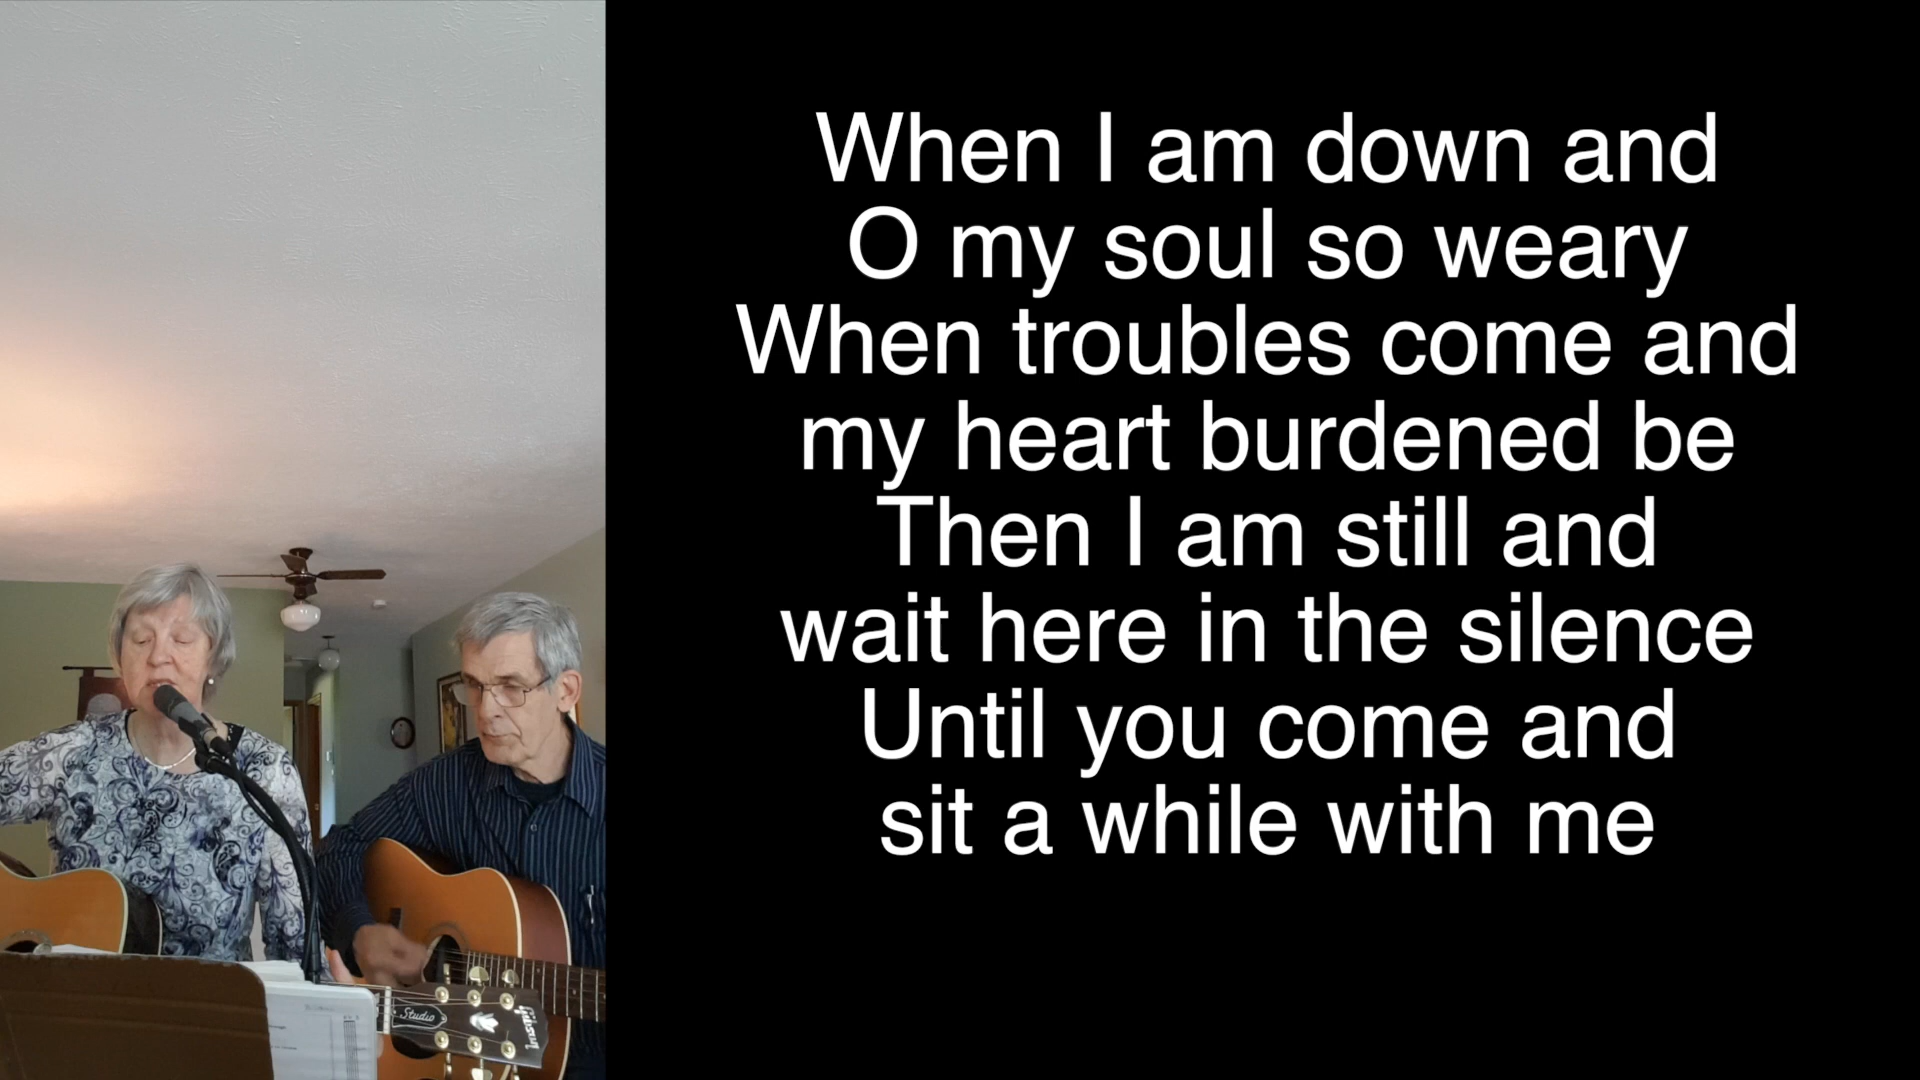 When I am down and
O my soul so weary
When troubles come and
my heart burdened be
Then I am still and
wait here in the silence
Until you come and
sit a while with me
Studio
Gibson